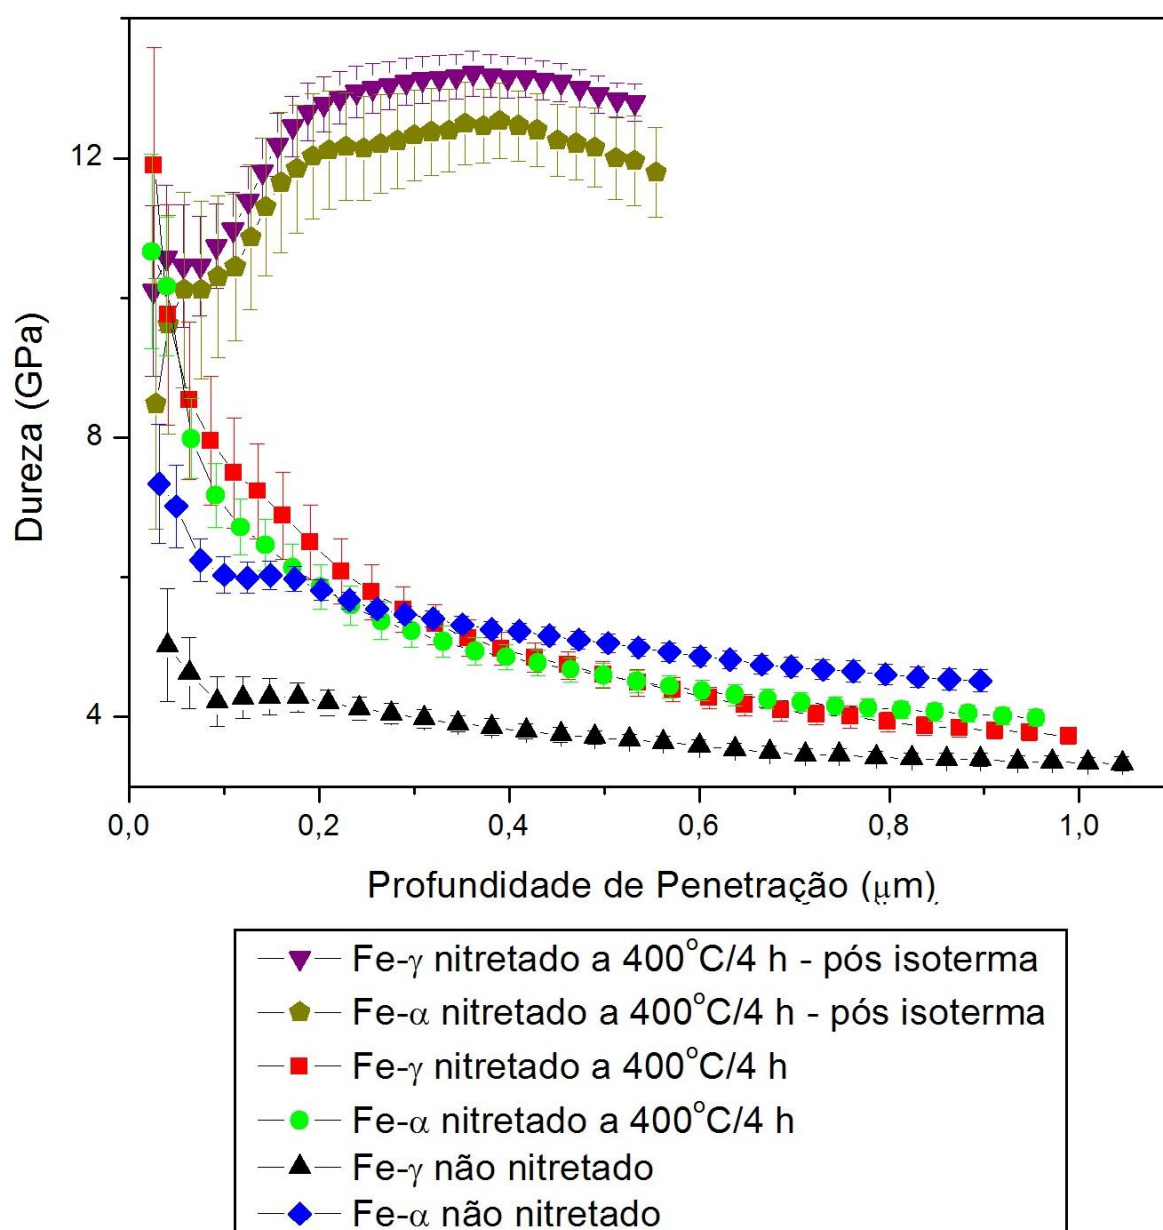 12
8
4
Dureza (GPa)
0,0 0,2 0,4 0,6 0,8 1,0
Profundidade de Penetração (μm)
Fe-γ nitretado a 400°C/4 h - pós isoterma
Fe-α nitretado a 400°C/4 h - pós isoterma
Fe-γ nitretado a 400°C/4 h
Fe-α nitretado a 400°C/4 h
Fe-γ não nitretado
Fe-α não nitretado